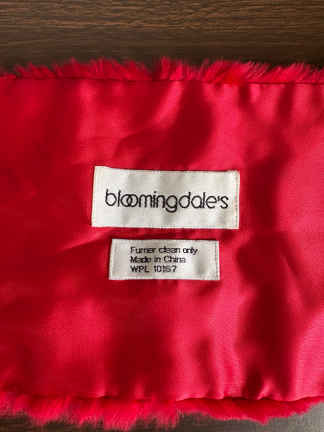 bloomingdale's
Furrier clean only
Made in China
WPL 10157